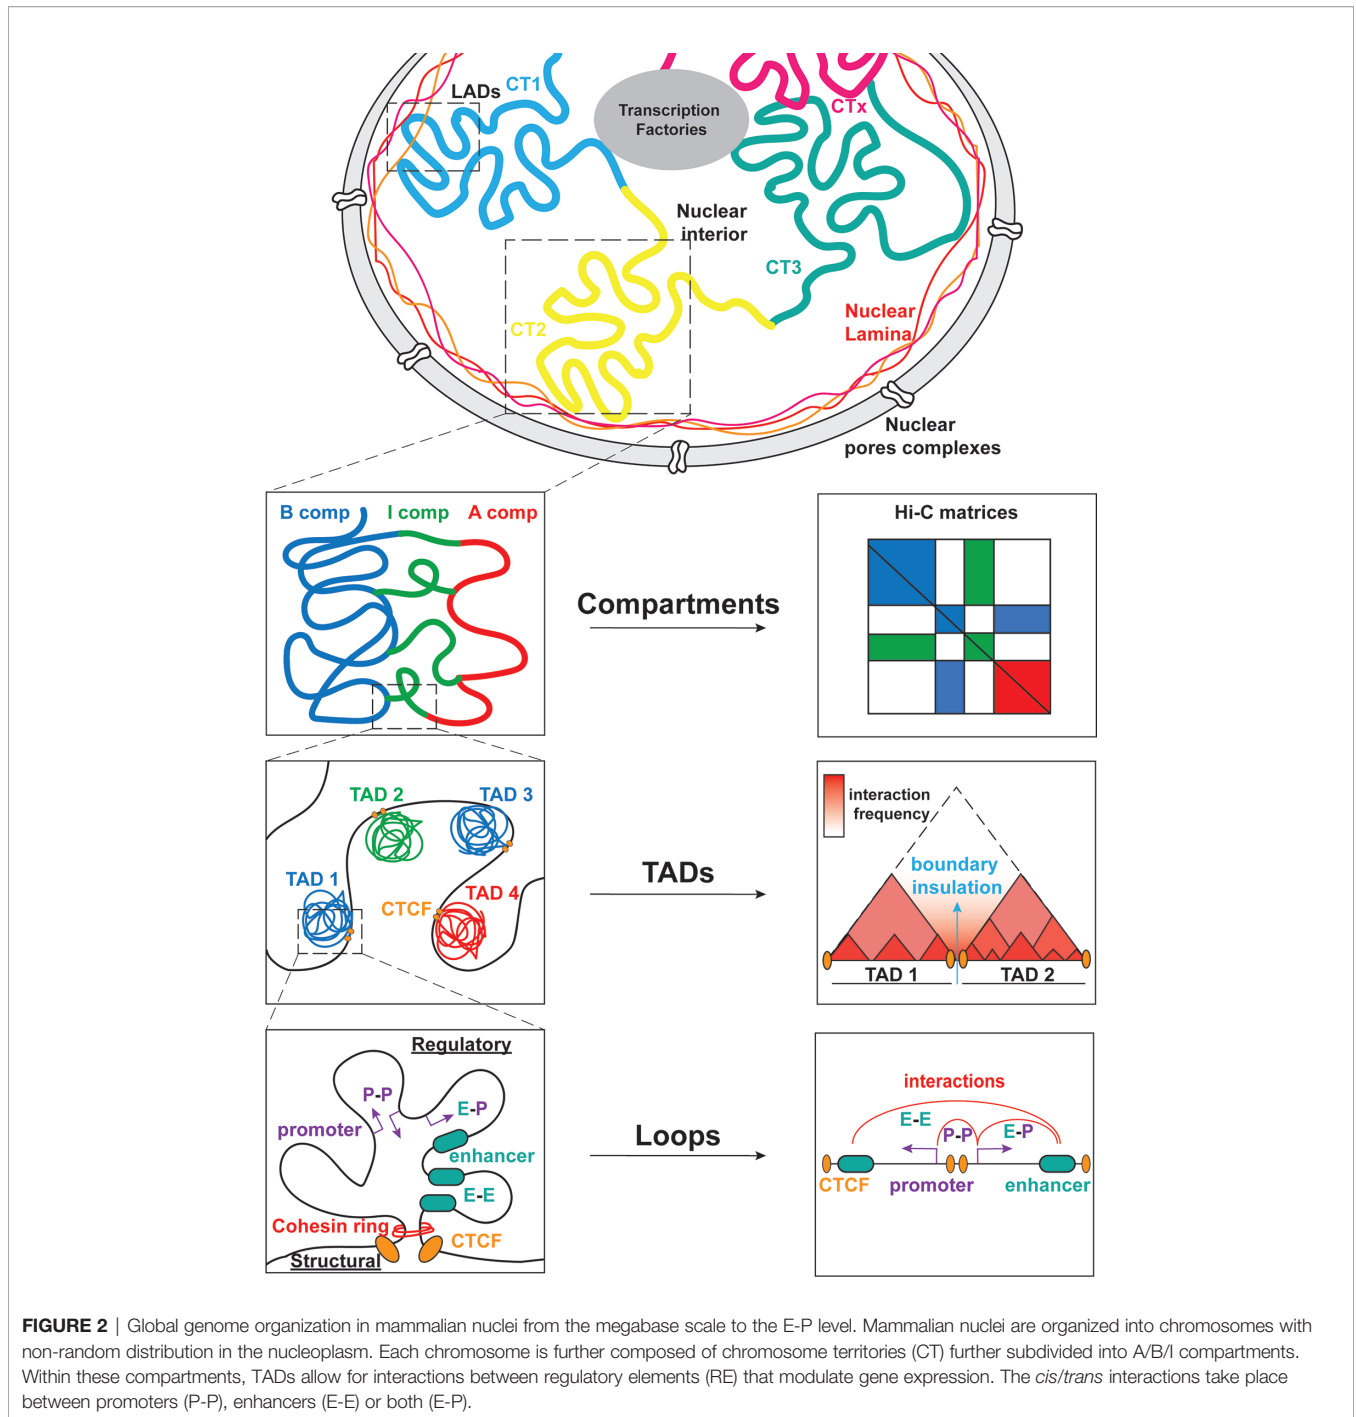 LADs
CT1
Transcription
Factories
CTx
Nuclear
interior
CT3
CT2
Nuclear
Lamina
Nuclear
pores complexes
B comp
I comp
A comp
Compartments
Hi-C matrices
TAD 2
TAD 3
TAD 1
CTCF
TAD 4
TADs
interaction
frequency
boundary
insulation
TAD 1
TAD 2
Regulatory
P-P
E-P
promoter
enhancer
E-E
Cohesin ring
CTCF
Structural
Loops
interactions
E-E
P-P
E-P
CTCF
promoter
enhancer
FIGURE 2 | Global genome organization in mammalian nuclei from the megabase scale to the E-P level. Mammalian nuclei are organized into chromosomes with
non-random distribution in the nucleoplasm. Each chromosome is further composed of chromosome territories (CT) further subdivided into A/B/I compartments.
Within these compartments, TADs allow for interactions between regulatory elements (RE) that modulate gene expression. The cis/trans interactions take place
between promoters (P-P), enhancers (E-E) or both (E-P).